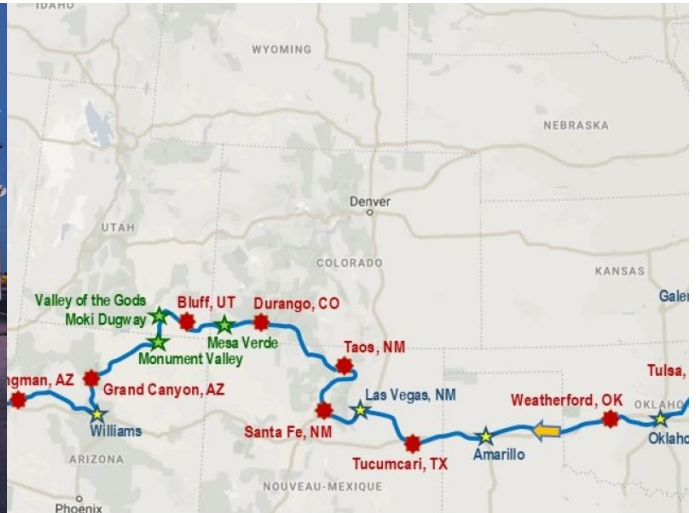 IDAHO
WYOMING
NEBRASKA
Denver
UTAH
COLORADO
KANSAS
Valley of the Gods
Moki Dugway
Bluff, UT
Durango, CO
Mesa Verde
Monument Valley
Taos, NM
ngman, AZ
Grand Canyon, AZ
Las Vegas, NM
Weatherford, OK
Tulsa,
OKLAHO
Oklaho
Galen
Williams
Santa Fe, NM
Tucumcari, TX
Amarillo
ARIZONA
NOUVEAU-MEXIQUE
Phoenix